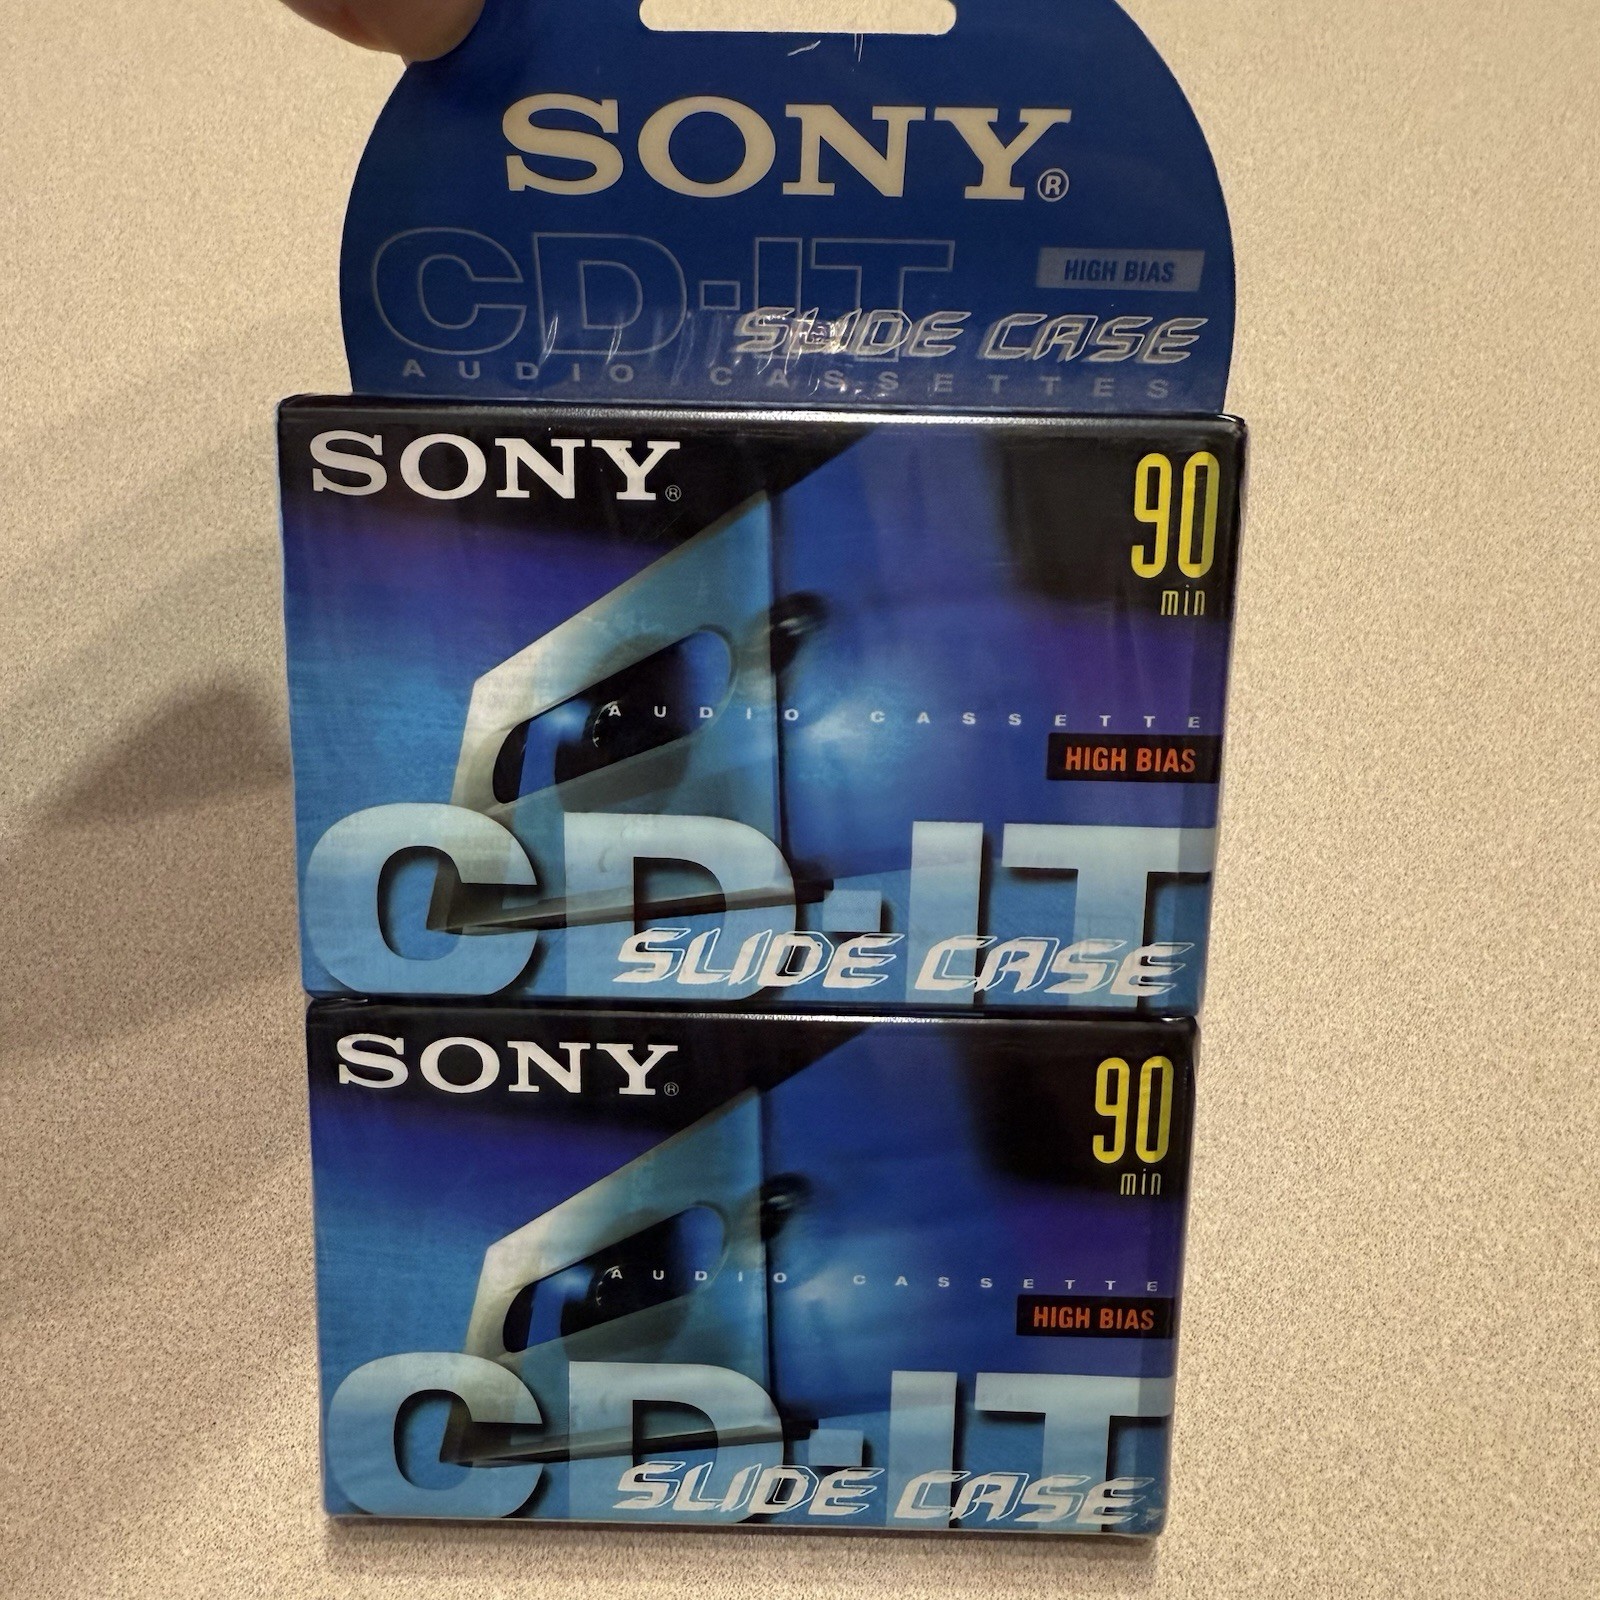 SONY®
CD·IT
HIGH BIAS
SLIDE CASE
AUDIO CASSETTES
SONY®
90
min
AUDIO CASSETTE
HIGH BIAS
CD·IT
SLIDE CASE
SONY®
90
min
AUDIO CASSETTE
HIGH BIAS
CD·IT
SLIDE CASE